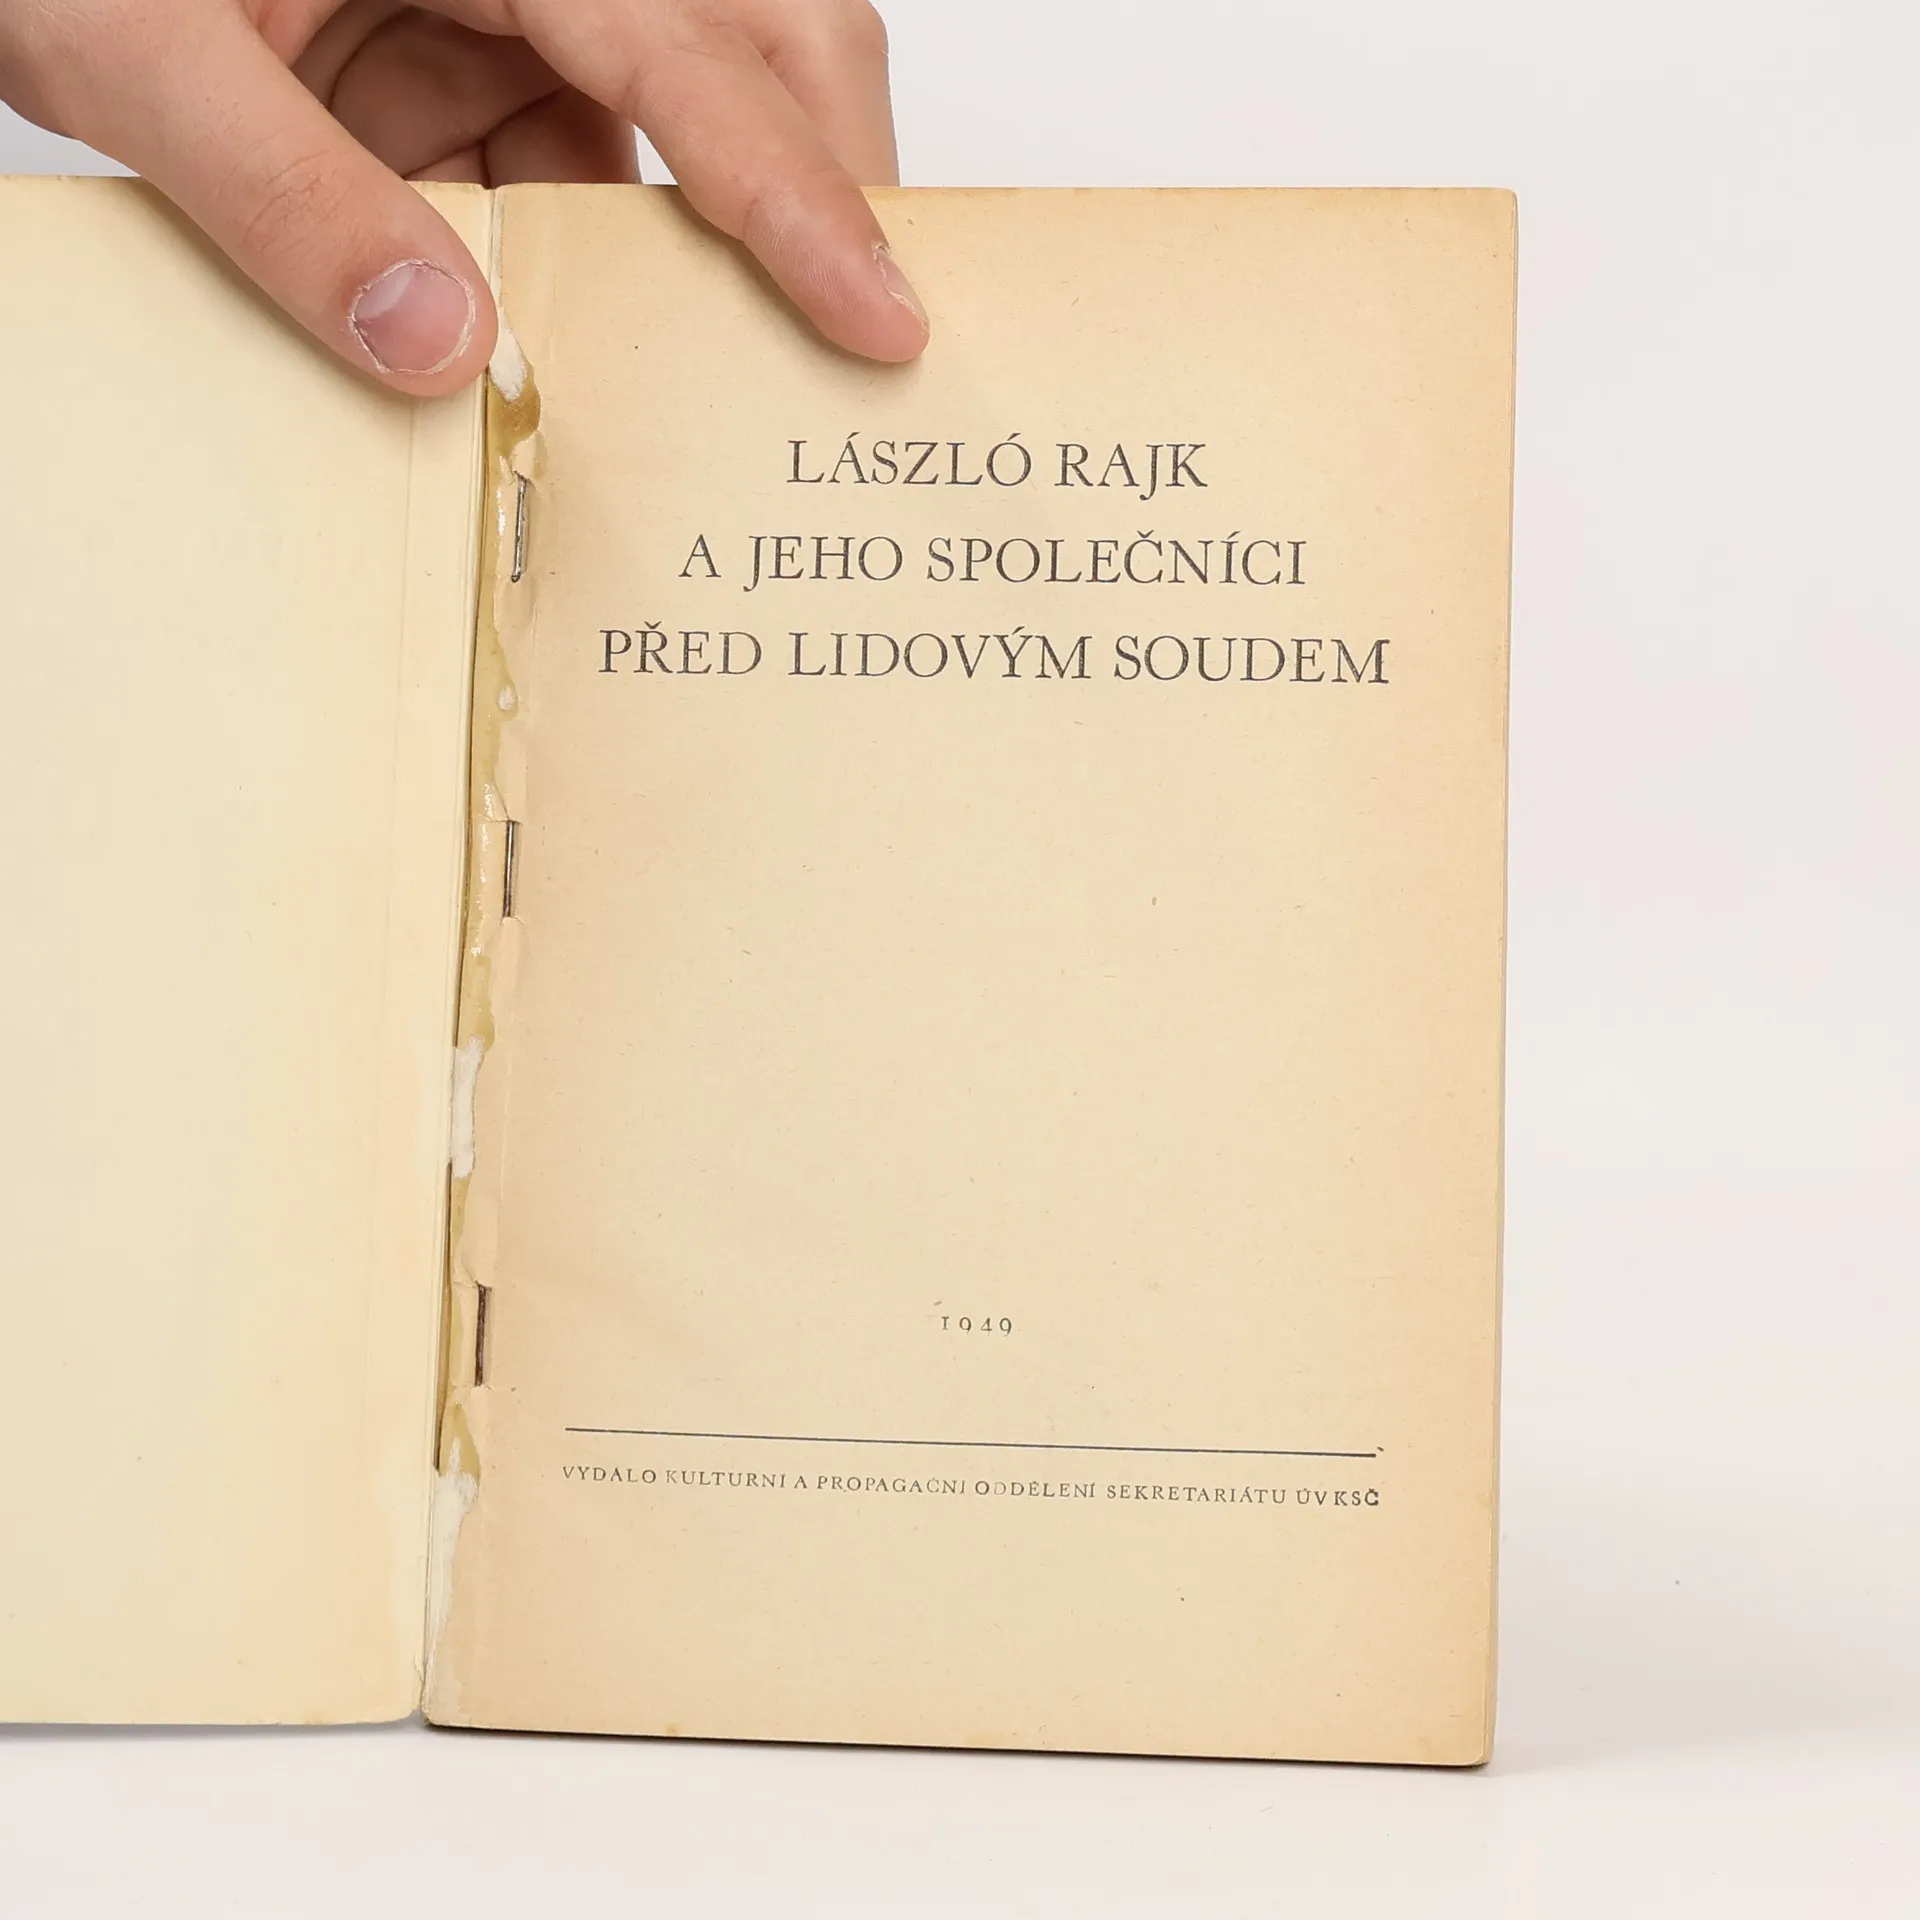 LÁSZLÓ RAJK
A JEHO SPOLEČNÍCI
PŘED LIDOVÝM SOUDEM
1949
VYDALO KULTURNÍ A PROPAGAČNÍ ODDĚLENÍ SEKRETARIÁTU ÚV KSČ